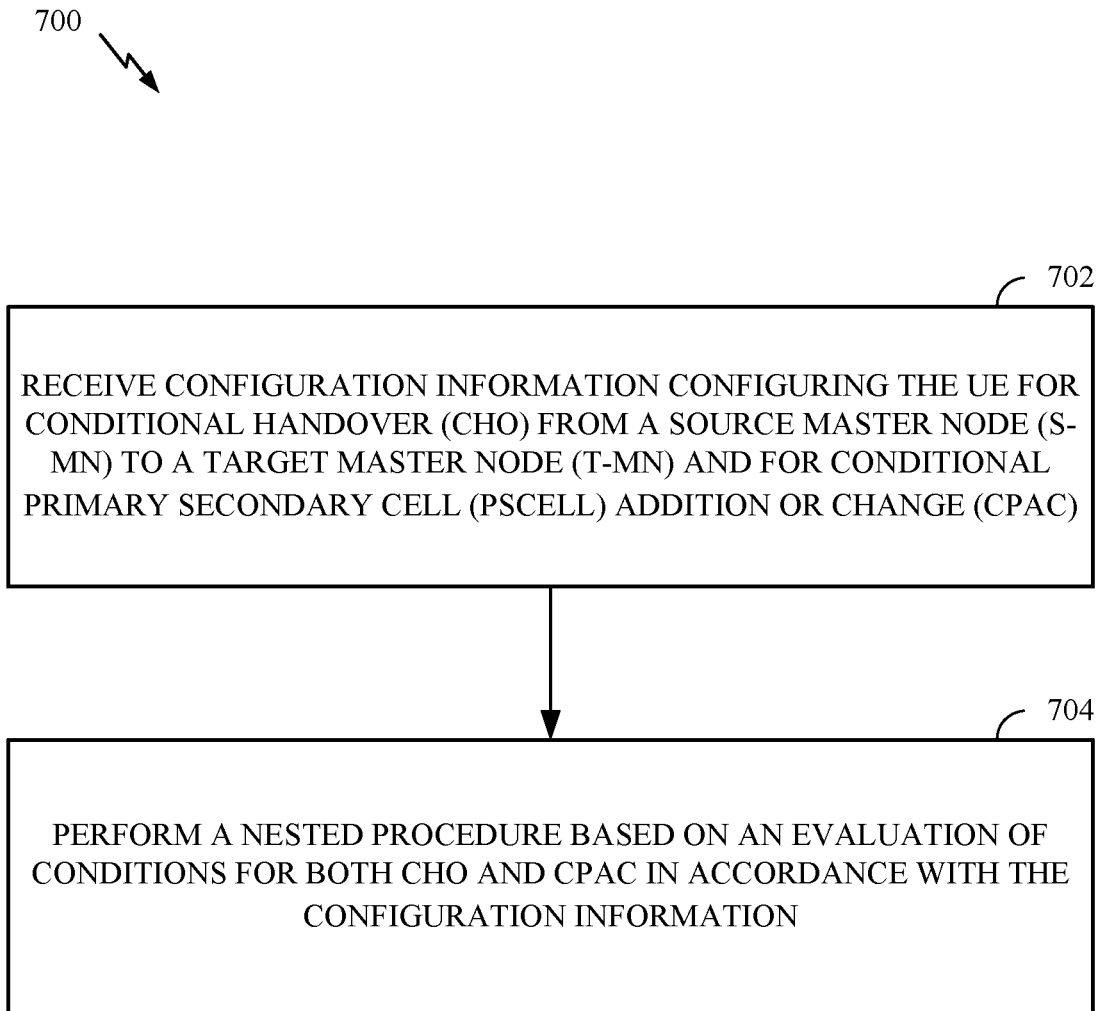 700
702
RECEIVE CONFIGURATION INFORMATION CONFIGURING THE UE FOR
CONDITIONAL HANDOVER (CHO) FROM A SOURCE MASTER NODE (S-
MN) TO A TARGET MASTER NODE (T-MN) AND FOR CONDITIONAL
PRIMARY SECONDARY CELL (PSCELL) ADDITION OR CHANGE (CPAC)
704
PERFORM A NESTED PROCEDURE BASED ON AN EVALUATION OF
CONDITIONS FOR BOTH CHO AND CPAC IN ACCORDANCE WITH THE
CONFIGURATION INFORMATION